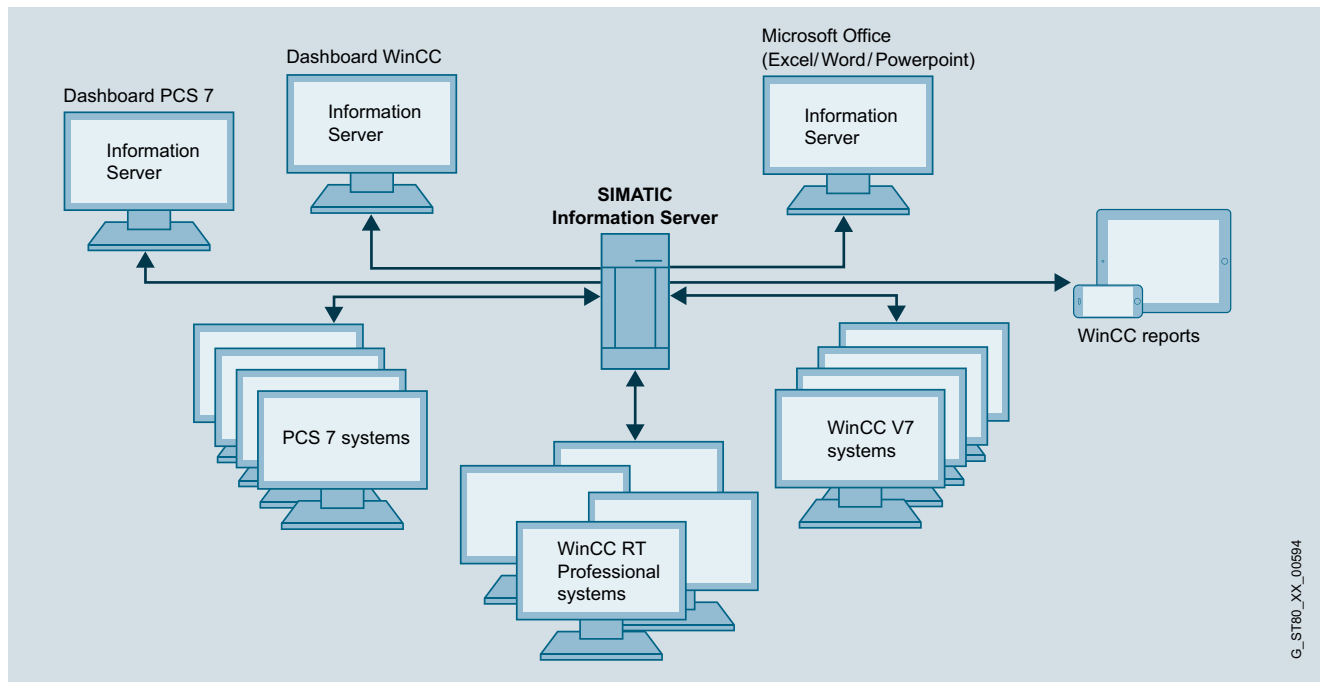 Microsoft Office
(Excel/Word/Powerpoint)
Dashboard WinCC
Dashboard PCS 7
Information
Server
Information
Server
Information
Server
SIMATIC
Information Server
WinCC reports
PCS 7 systems
WinCC V7
systems
WinCC RT
Professional
systems
G_ST80_XX_00594